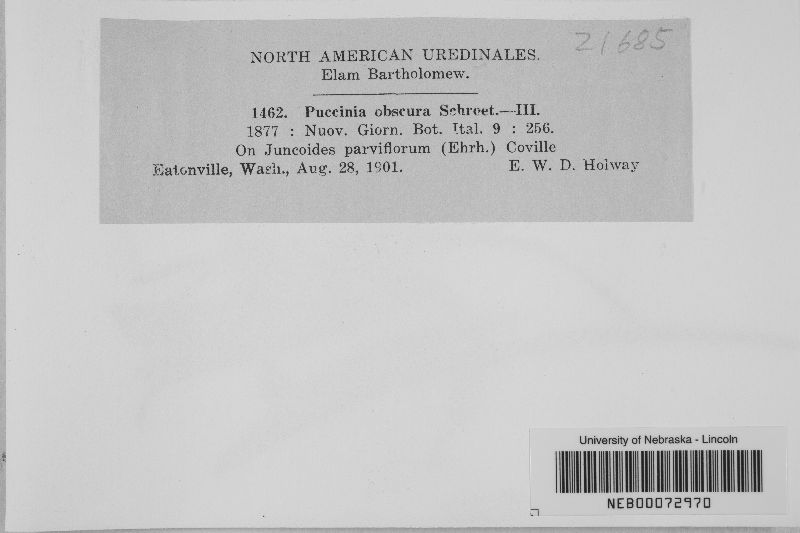 21685
NORTH AMERICAN UREDINALES.
Elam Bartholomew.
1462. Puccinia obscura Schroet.—III.
1877 : Nuov. Giorn. Bot. Ital. 9 : 256.
On Juncoides parviflorum (Ehrh.) Coville
Eatonville, Wash., Aug. 28, 1901. E. W. D. Holway
University of Nebraska - Lincoln
NEB00072970